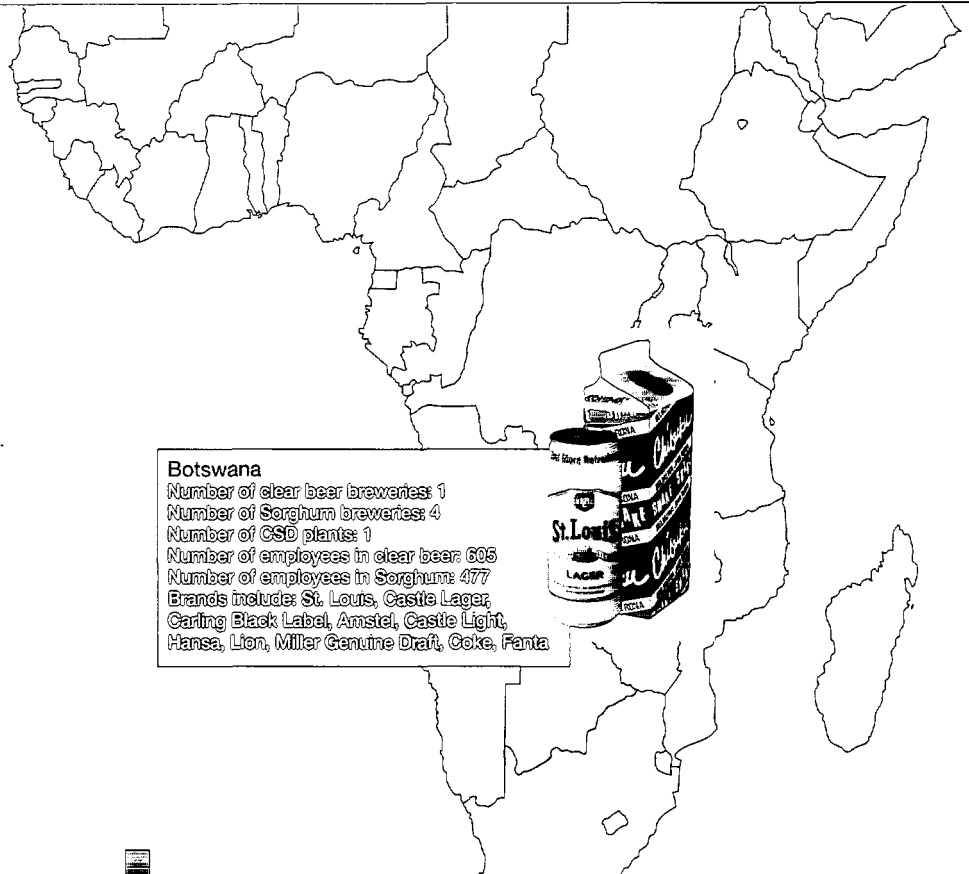 Botswana
Number of clear beer breweries: 1
Number of Sorghum breweries: 4
Number of CSD plants: 1
Number of employees in clear beer: 605
Number of employees in Sorghum: 477
Brands include: St. Louis, Castle Lager,
Carling Black Label, Amstel, Castle Light,
Hansa, Lion, Miller Genuine Draft, Coke, Fanta
St.Louis
LAGER
SHAKE SHAKE